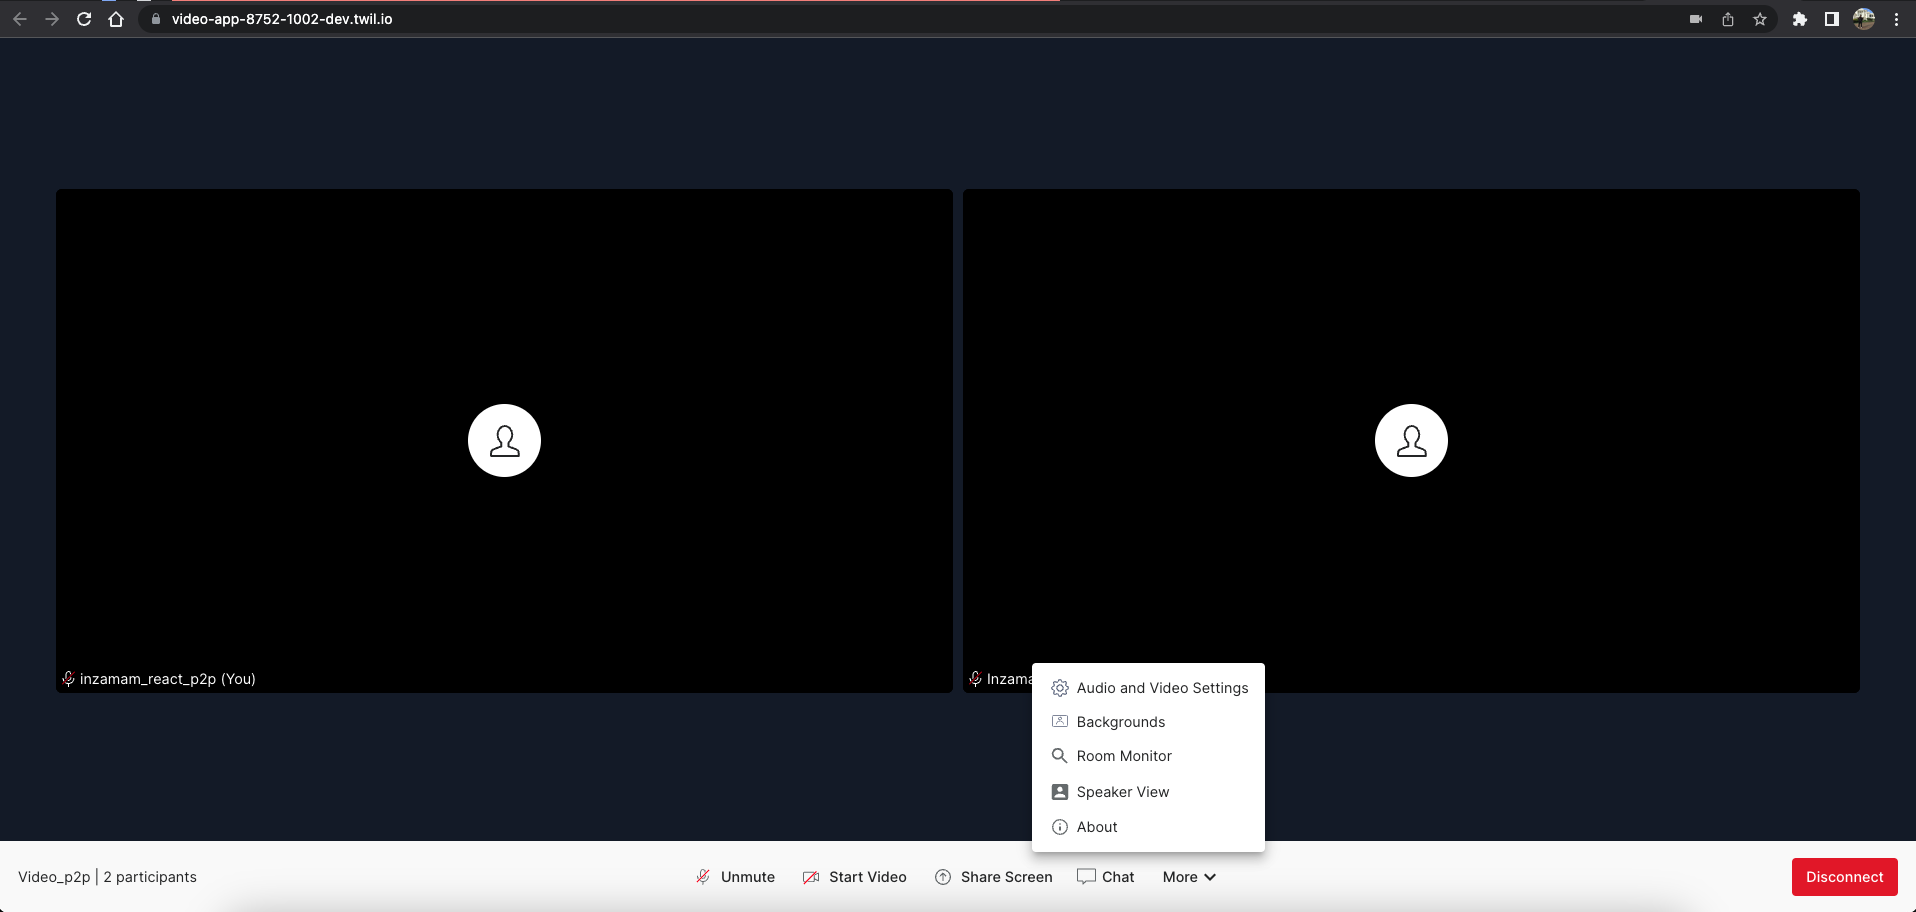 video-app-8752-1002-dev.twil.io
inzamam_react_p2p (You)
Inzama
Audio and Video Settings
Backgrounds
Room Monitor
Speaker View
About
Video_p2p | 2 participants
Unmute
Start Video
Share Screen
Chat
More
Disconnect